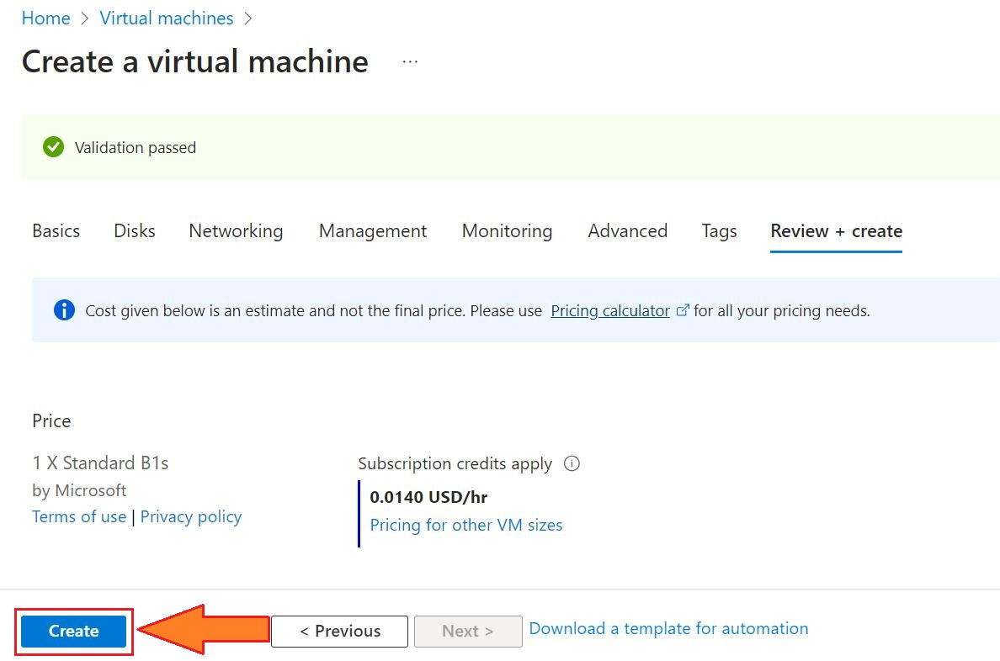 Home > Virtual machines >
Create a virtual machine ...
Validation passed
Basics Disks Networking Management Monitoring Advanced Tags Review + create
Cost given below is an estimate and not the final price. Please use Pricing calculator for all your pricing needs.
Price
1 X Standard B1s
by Microsoft
Terms of use | Privacy policy
Subscription credits apply
0.0140 USD/hr
Pricing for other VM sizes
Create < Previous Next > Download a template for automation